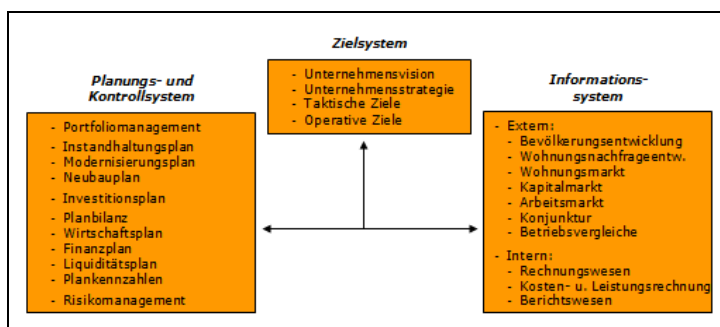 Zielsystem
- Unternehmensvision
- Unternehmensstrategie
- Taktische Ziele
- Operative Ziele
Planungs- und
Kontrollsystem
- Portfoliomanagement
- Instandhaltungsplan
- Modernisierungsplan
- Neubauplan
- Investitionsplan
- Planbilanz
- Wirtschaftsplan
- Finanzplan
- Liquiditätsplan
- Plankennzahlen
- Risikomanagement
Informations-
system
- Extern:
- Bevölkerungsentwicklung
- Wohnungsnachfrageentw.
- Wohnungsmarkt
- Kapitalmarkt
- Arbeitsmarkt
- Konjunktur
- Betriebsvergleiche
- Intern:
- Rechnungswesen
- Kosten- u. Leistungsrechnung
- Berichtswesen